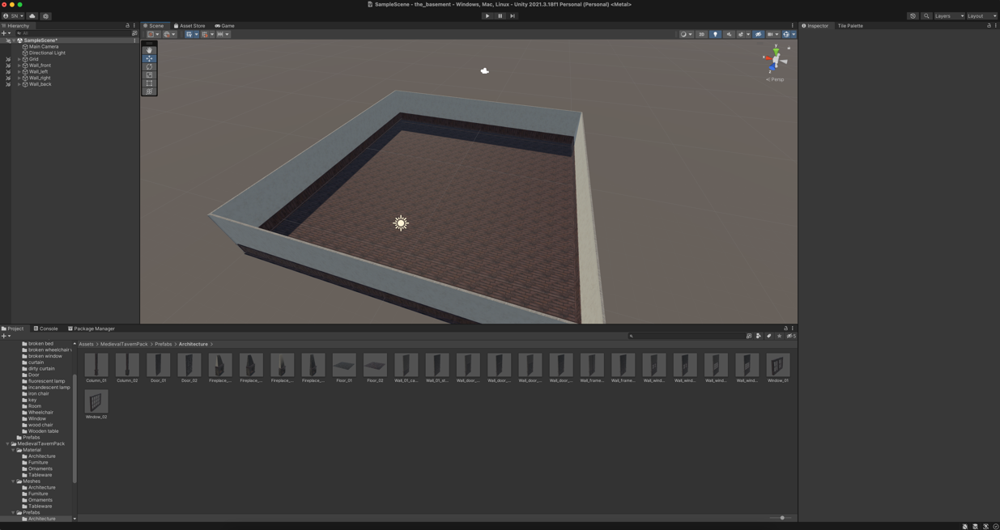 SampleScene - the_basement - Windows, Mac, Linux - Unity 2021.3.18f1 Personal (Personal) <Metal>
SN
Layers
Layout
Hierarchy
All
SampleScene*
Main Camera
Directional Light
Grid
Wall_front
Wall_left
Wall_right
Wall_back
Scene
Asset Store
Game
2D
y
x
z
Persp
Inspector
Tile Palette
Project
Console
Package Manager
5
broken bed
broken wheelchair
broken window
curtain
dirty curtain
Door
fluorescent lamp
incandescent lamp
iron chair
key
Room
Wheelchair
Window
wood chair
Wooden table
Prefabs
MedievalTavernPack
Material
Architecture
Furniture
Ornaments
Tableware
Meshes
Architecture
Furniture
Ornaments
Tableware
Prefabs
Architecture
Assets > MedievalTavernPack > Prefabs > Architecture >
Column_01 Column_02 Door_01 Door_02 Fireplace_... Fireplace_... Fireplace_... Fireplace_... Floor_01 Floor_02 Wall_01_ca... Wall_01_st... Wall_door_... Wall_door_... Wall_door_... Wall_door_... Wall_frame... Wall_frame... Wall_wind... Wall_wind... Wall_wind... Wall_wind... Window_01
Window_02